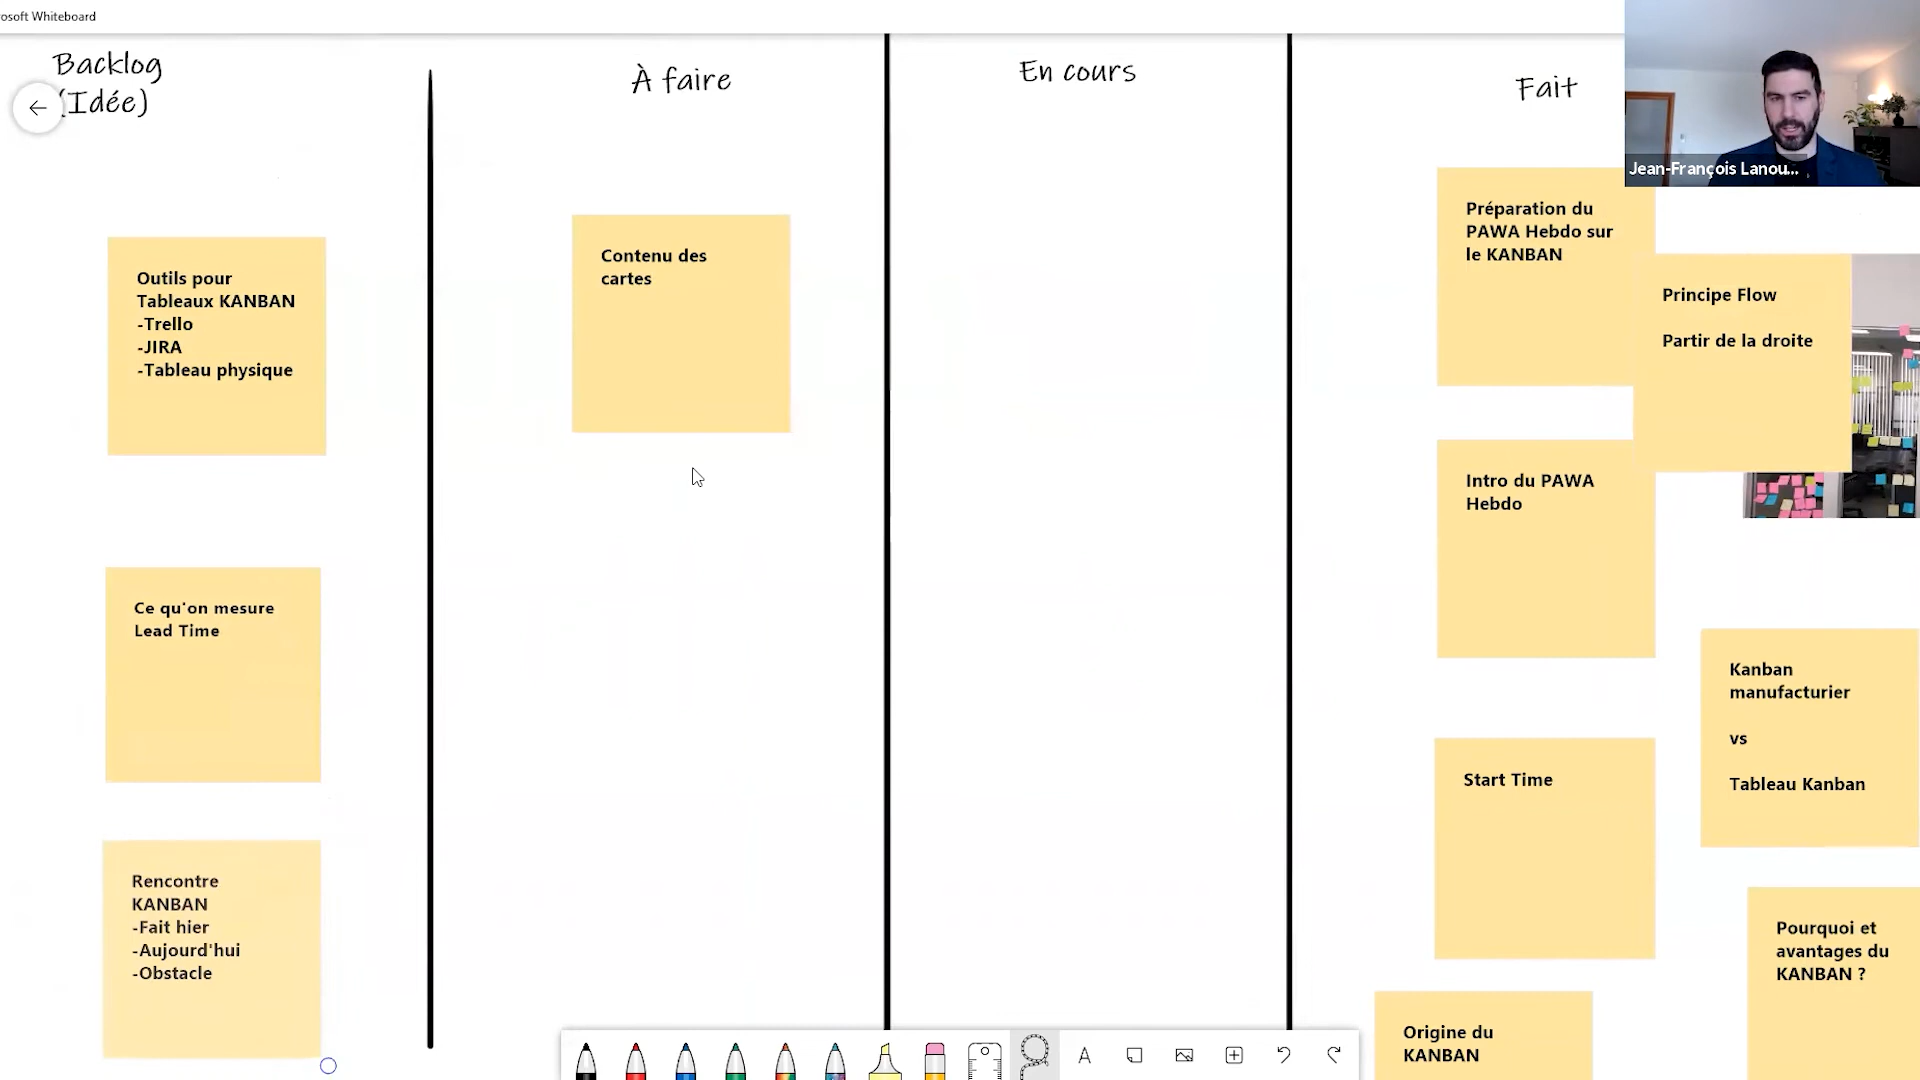 osoft Whiteboard
Backlog
(Idée)
À faire
En cours
Fait
Jean-François Lanou...
Outils pour
Tableaux KANBAN
-Trello
-JIRA
-Tableau physique
Ce qu'on mesure
Lead Time
Rencontre
KANBAN
-Fait hier
-Aujourd'hui
-Obstacle
Contenu des
cartes
Préparation du
PAWA Hebdo sur
le KANBAN
Principe Flow
Partir de la droite
Intro du PAWA
Hebdo
Start Time
Kanban
manufacturier
vs
Tableau Kanban
Pourquoi et
avantages du
KANBAN ?
Origine du
KANBAN
A